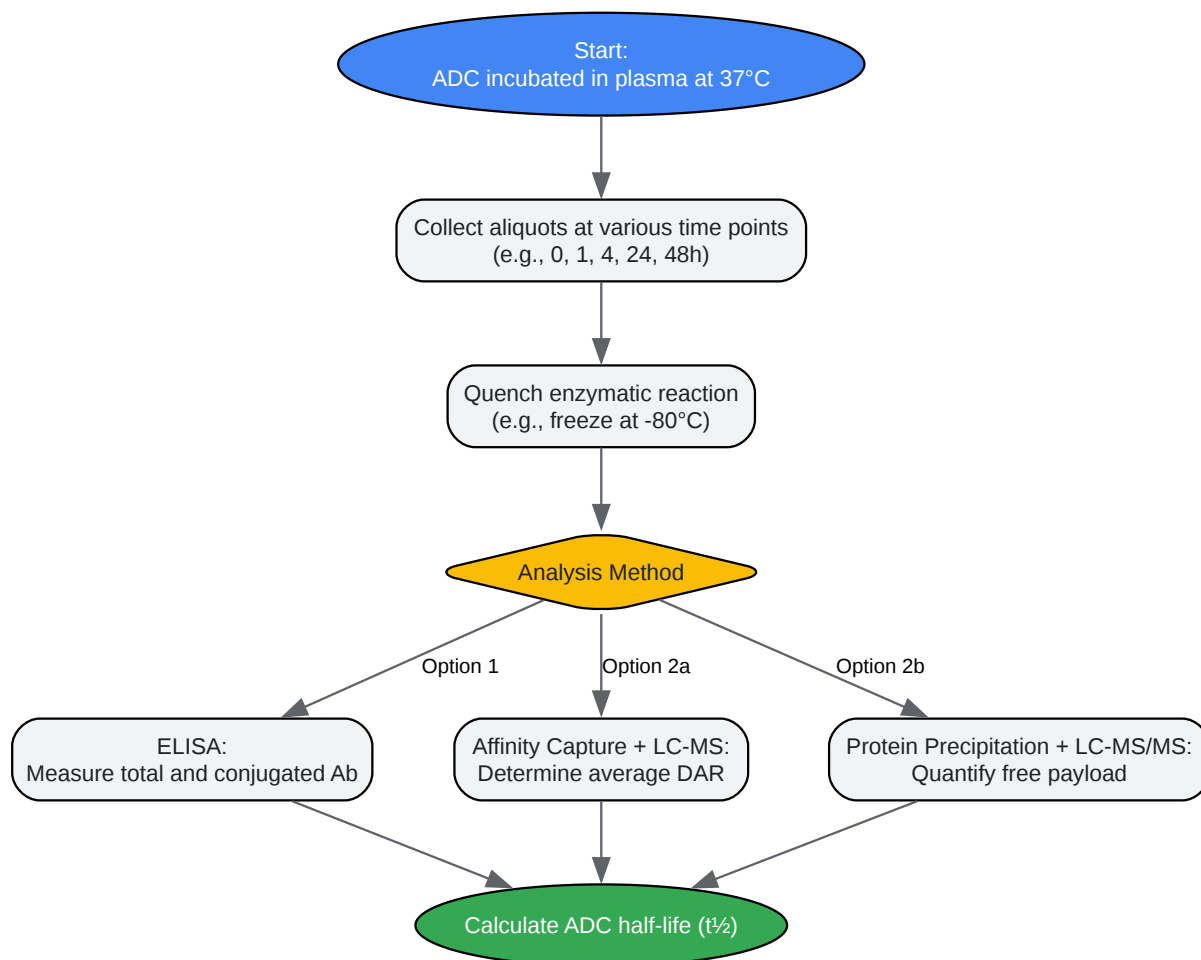 Start:
ADC incubated in plasma at 37°C
Collect aliquots at various time points
(e.g., 0, 1, 4, 24, 48h)
Quench enzymatic reaction
(e.g., freeze at -80°C)
Analysis Method
Option 1
Option 2a
Option 2b
ELISA:
Measure total and conjugated Ab
Affinity Capture + LC-MS:
Determine average DAR
Protein Precipitation + LC-MS/MS:
Quantify free payload
Calculate ADC half-life (t½)